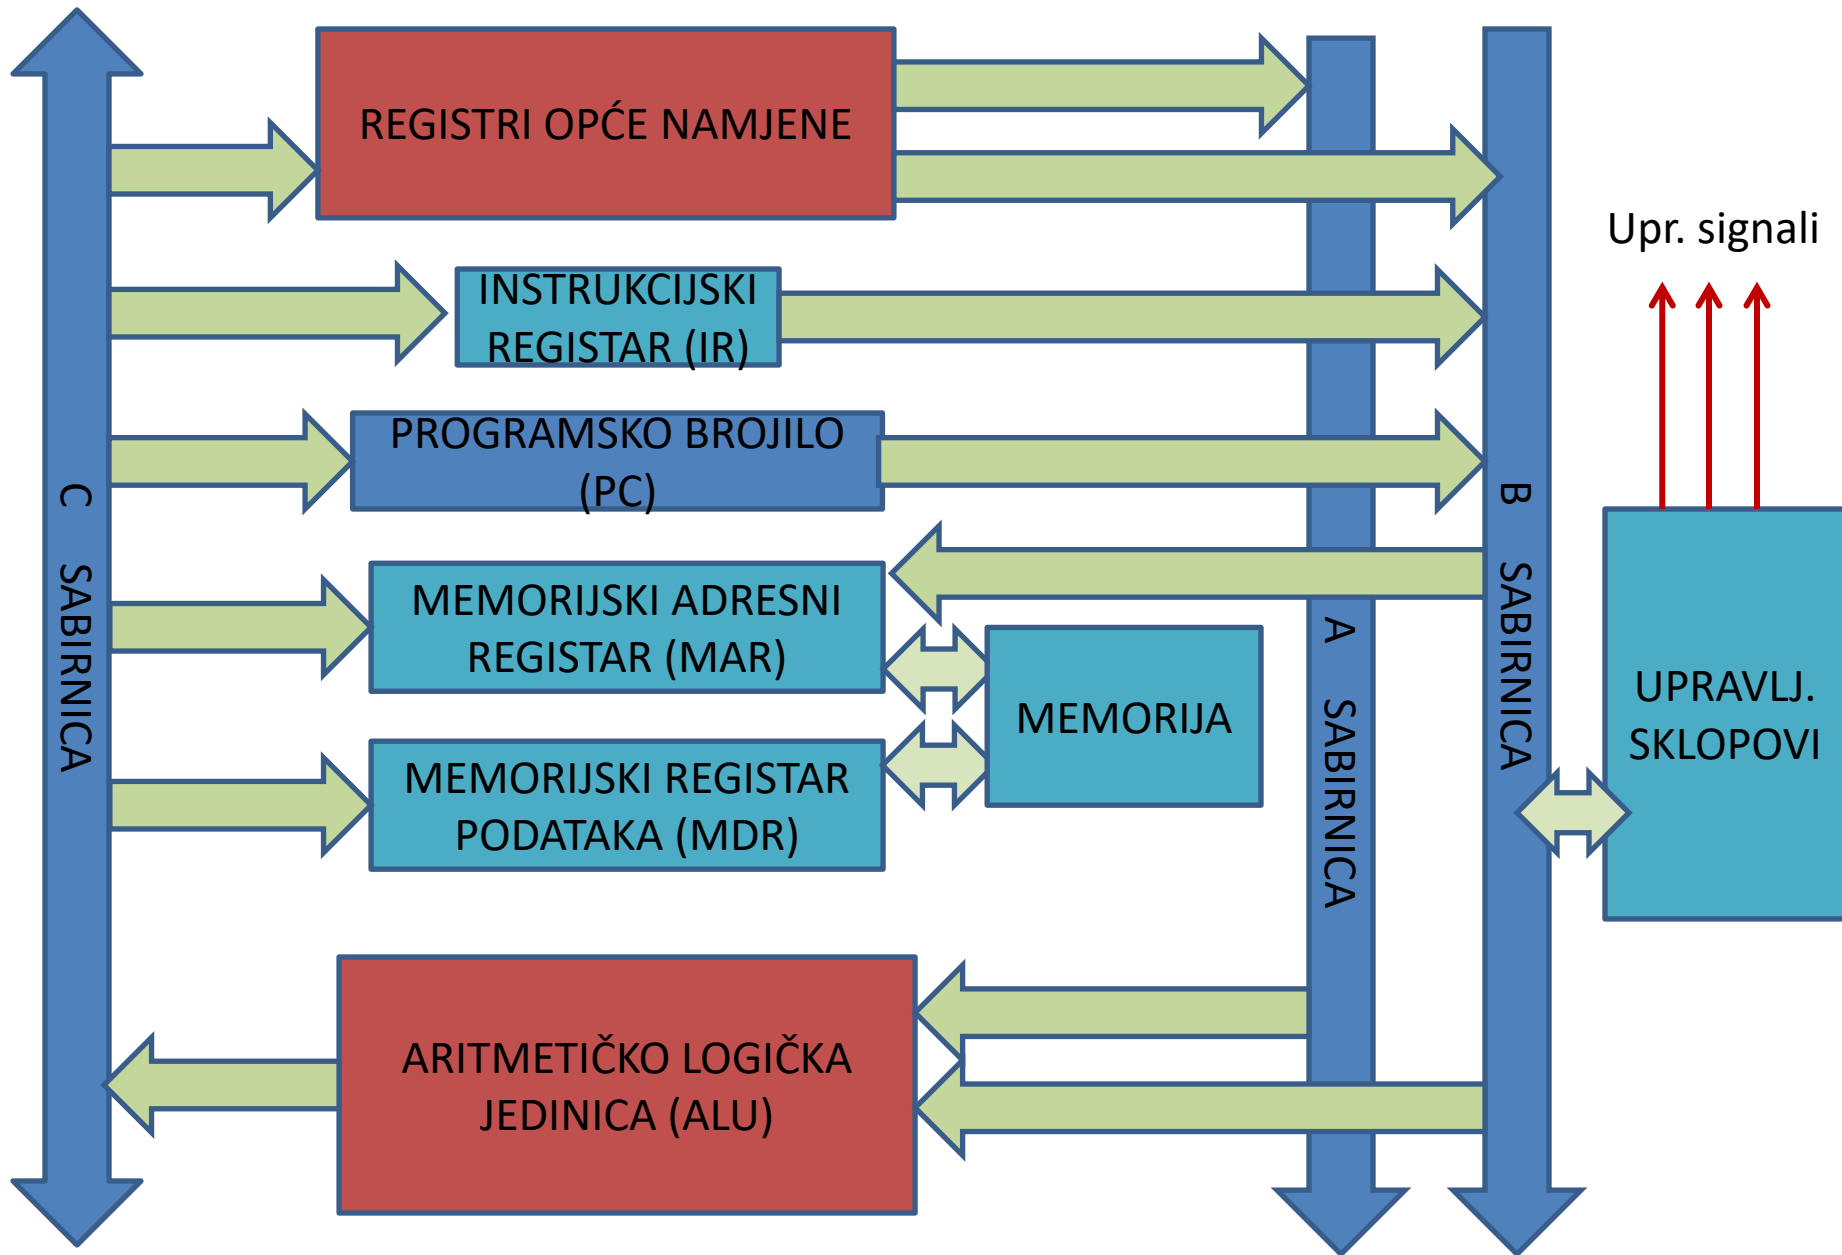 REGISTRI OPĆE NAMJENE
Upr. signali
INSTRUKCIJSKI
REGISTAR (IR)
PROGRAMSKO BROJILO
(PC)
C SABIRNICA
MEMORIJSKI ADRESNI
REGISTAR (MAR)
MEMORIJA
A SABIRNICA
B SABIRNICA
UPRAVLJ.
SKLOPOVI
MEMORIJSKI REGISTAR
PODATAKA (MDR)
ARITMETIČKO LOGIČKA
JEDINICA (ALU)